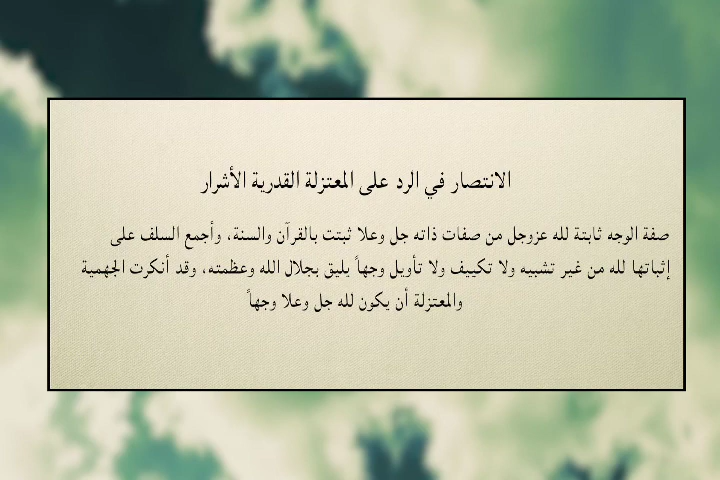 الانتصار في الرد على المعتزلة القدرية الأشرار
صفة الوجه ثابتة لله عزوجل من صفات ذاته جل وعلا ثبتت بالقرآن والسنة، وأجمع السلف على
إثباتها لله من غير تشبيه ولا تكييف ولا تأويل وجهاً يليق بجلال الله وعظمته، وقد أنكرت الجهمية
والمعتزلة أن يكون لله جل وعلا وجهاً